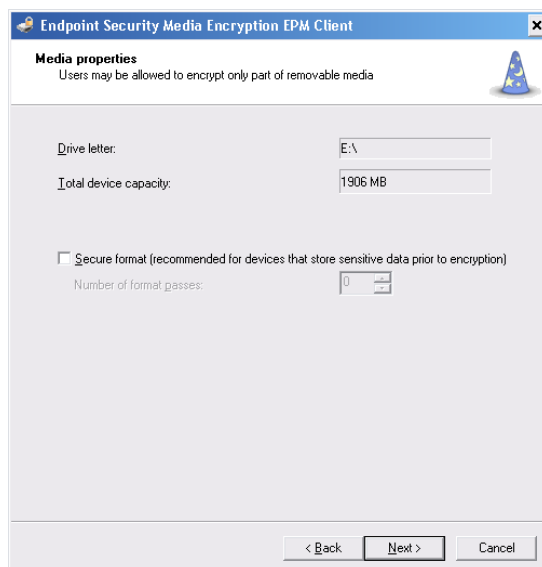 Endpoint Security Media Encryption EPM Client
Media properties
Users may be allowed to encrypt only part of removable media
Drive letter: E:\
Total device capacity: 1906 MB
Secure format (recommended for devices that store sensitive data prior to encryption)
Number of format passes: 0
< Back Next > Cancel